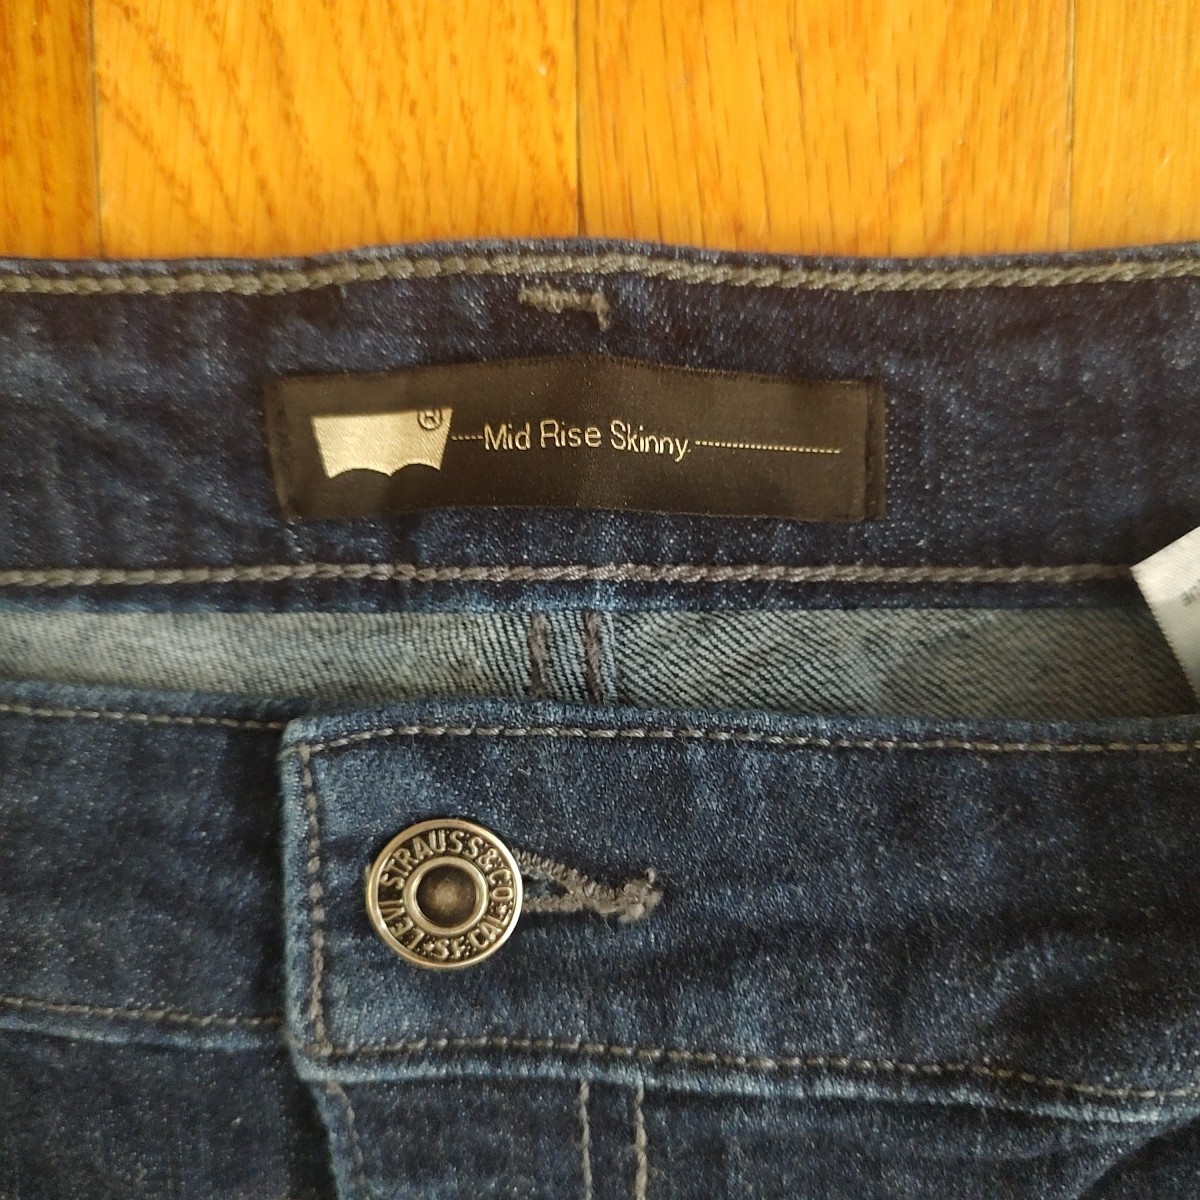 ®
Mid Rise Skinny.
LEVI STRAUSS & CO. S.F. CAL.